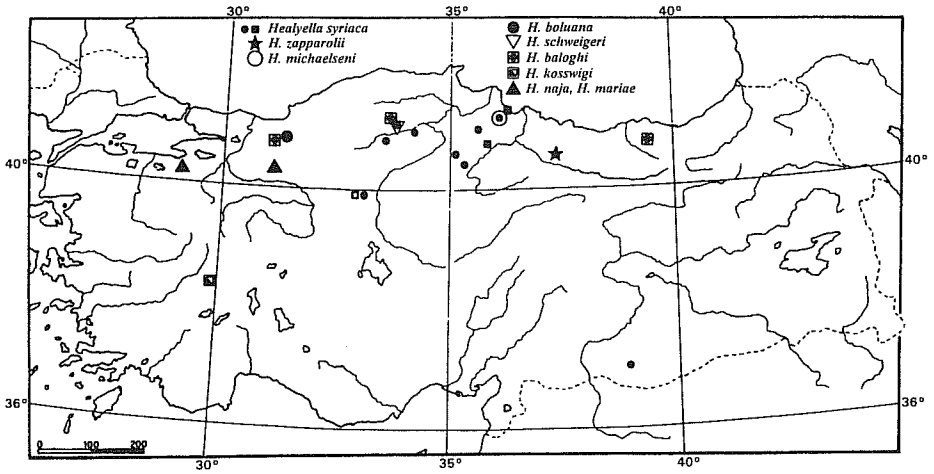 30° 35° 40°
Healyella syriaca
H. zapparolii
H. michaelseni
H. boluana
H. schweigeri
H. baloghi
H. kosswigi
H. naja, H. mariae
40° 40°
36° 36°
0 100 200
30° 35° 40°